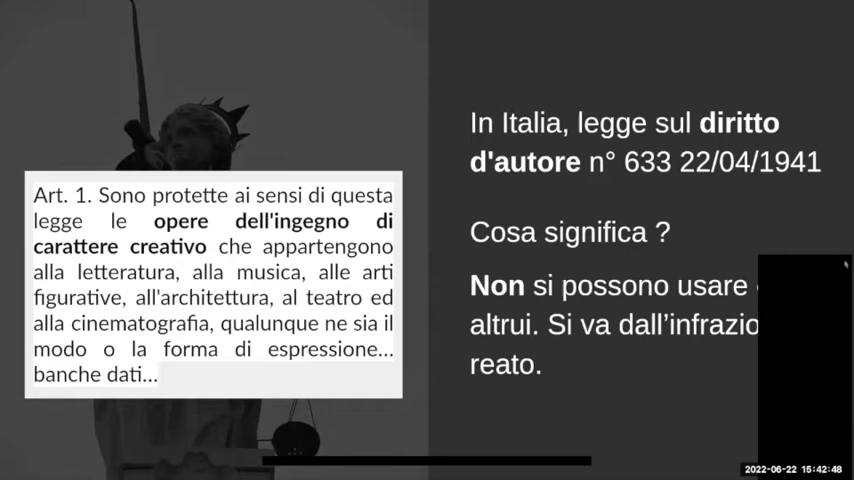 Art. 1. Sono protette ai sensi di questa
legge le opere dell'ingegno di
carattere creativo che appartengono
alla letteratura, alla musica, alle arti
figurative, all'architettura, al teatro ed
alla cinematografia, qualunque ne sia il
modo o la forma di espressione...
banche dati...
In Italia, legge sul diritto
d'autore n° 633 22/04/1941
Cosa significa ?
Non si possono usare
altrui. Si va dall’infrazio
reato.
2022-06-22 15:42:48